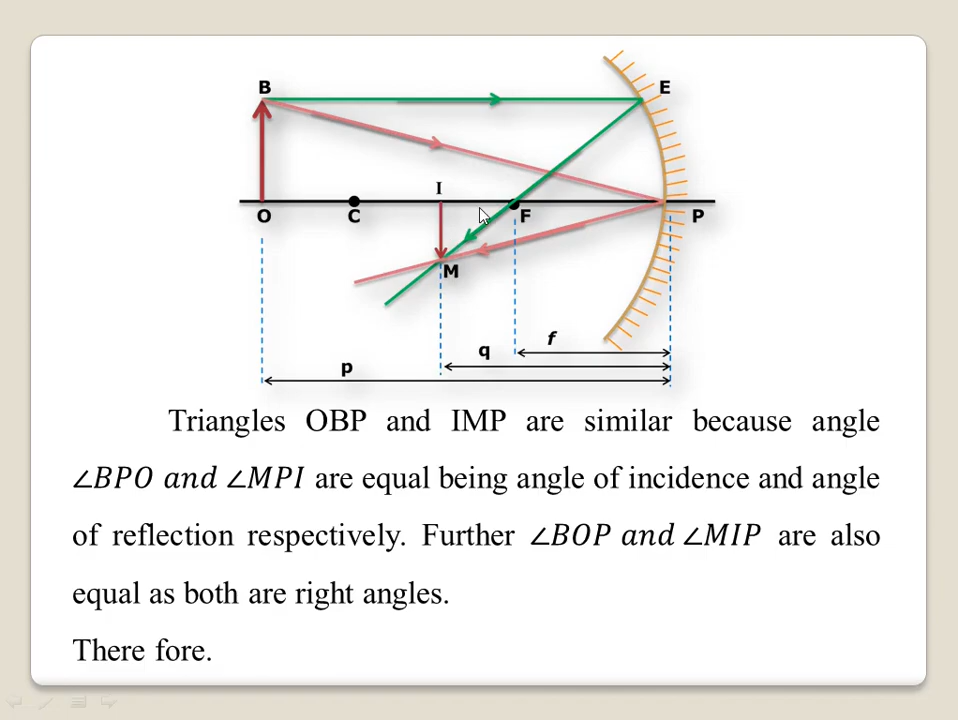 B
E
I
O
C
F
P
M
f
q
p
Triangles OBP and IMP are similar because angle
∠BPO and ∠MPI are equal being angle of incidence and angle
of reflection respectively. Further ∠BOP and ∠MIP are also
equal as both are right angles.
There fore.